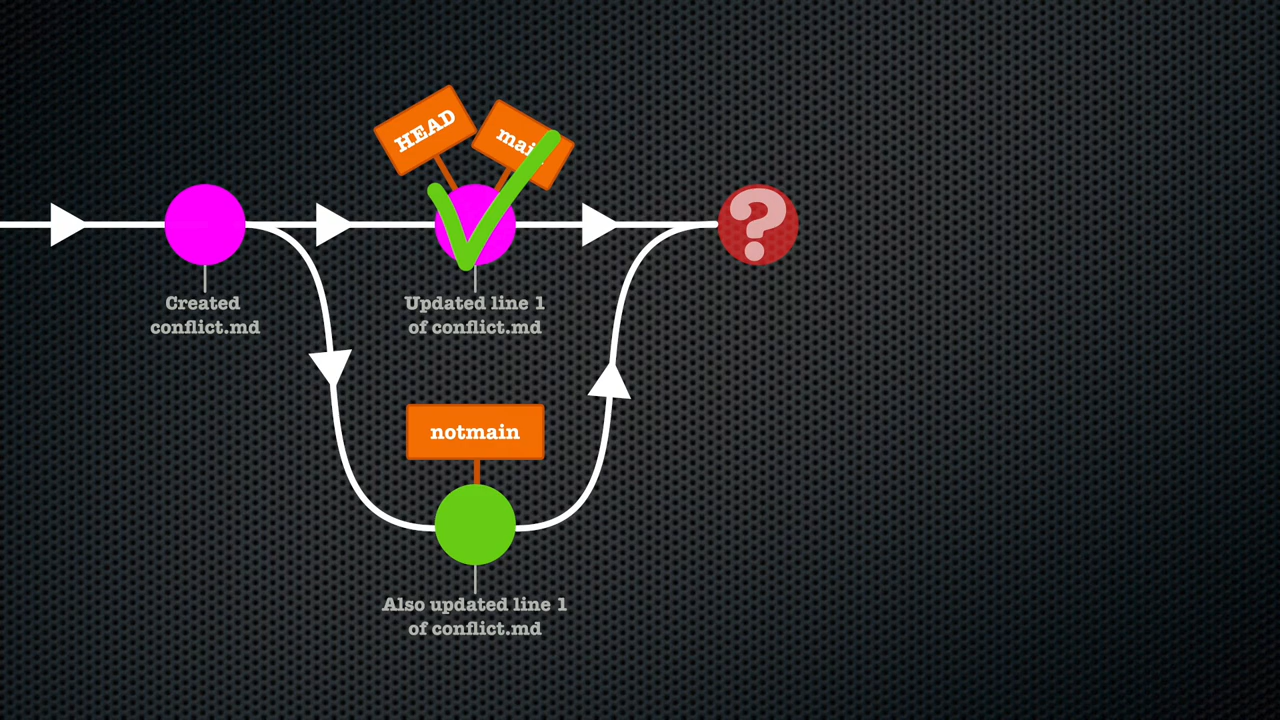 HEAD
?
Created
conflict.md
Updated line 1
of conflict.md
notmain
Also updated line 1
of conflict.md